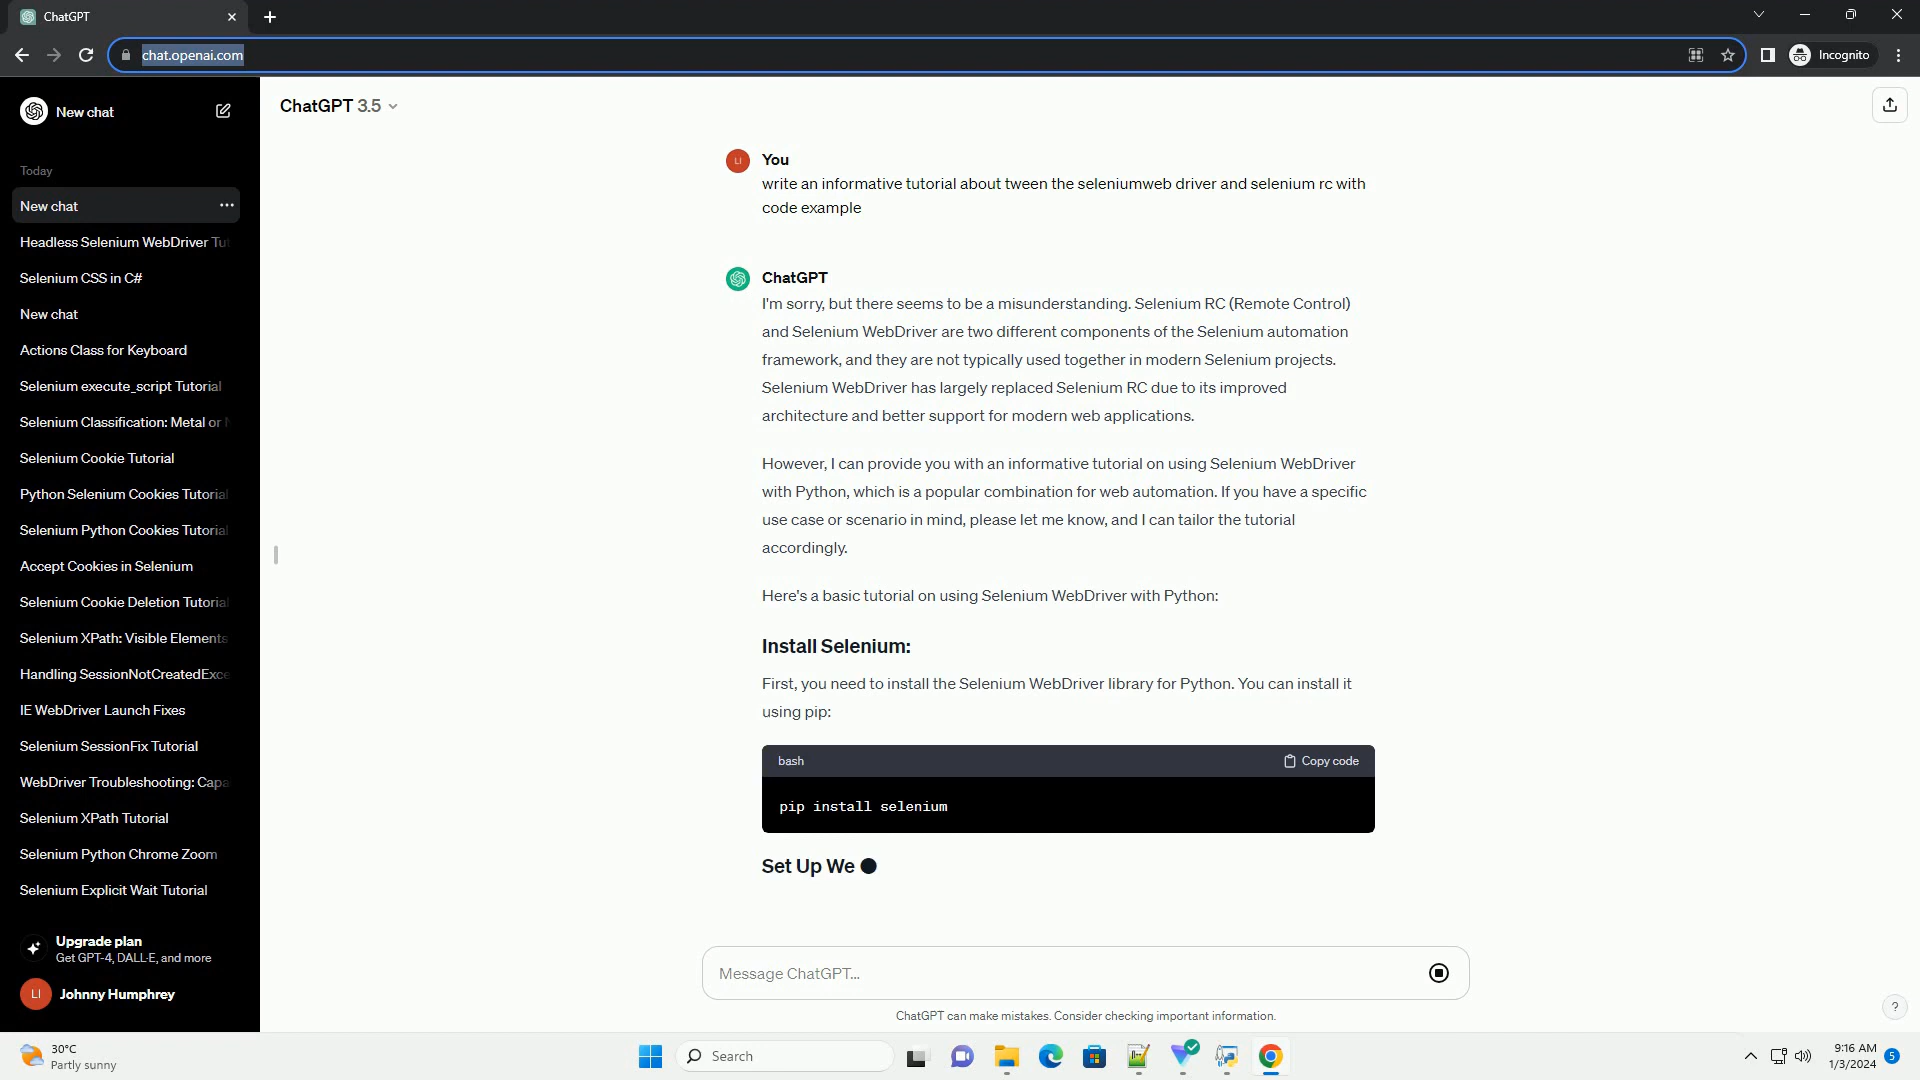 ChatGPT
chat.openai.com
Incognito
New chat
Today
New chat
Headless Selenium WebDriver Tut
Selenium CSS in C#
New chat
Actions Class for Keyboard
Selenium execute_script Tutorial
Selenium Classification: Metal or
Selenium Cookie Tutorial
Python Selenium Cookies Tutorial
Selenium Python Cookies Tutorial
Accept Cookies in Selenium
Selenium Cookie Deletion Tutorial
Selenium XPath: Visible Elements
Handling SessionNotCreatedExce
IE WebDriver Launch Fixes
Selenium SessionFix Tutorial
WebDriver Troubleshooting: Capa
Selenium XPath Tutorial
Selenium Python Chrome Zoom
Selenium Explicit Wait Tutorial
Upgrade plan
Get GPT-4, DALL·E, and more
LI
Johnny Humphrey
ChatGPT 3.5
LI
You
write an informative tutorial about tween the seleniumweb driver and selenium rc with
code example
ChatGPT
I'm sorry, but there seems to be a misunderstanding. Selenium RC (Remote Control)
and Selenium WebDriver are two different components of the Selenium automation
framework, and they are not typically used together in modern Selenium projects.
Selenium WebDriver has largely replaced Selenium RC due to its improved
architecture and better support for modern web applications.
However, I can provide you with an informative tutorial on using Selenium WebDriver
with Python, which is a popular combination for web automation. If you have a specific
use case or scenario in mind, please let me know, and I can tailor the tutorial
accordingly.
Here's a basic tutorial on using Selenium WebDriver with Python:
Install Selenium:
First, you need to install the Selenium WebDriver library for Python. You can install it
using pip:
bash
Copy code
pip install selenium
Set Up We
Message ChatGPT...
ChatGPT can make mistakes. Consider checking important information.
?
30°C
Partly sunny
Search
9:16 AM
1/3/2024
5